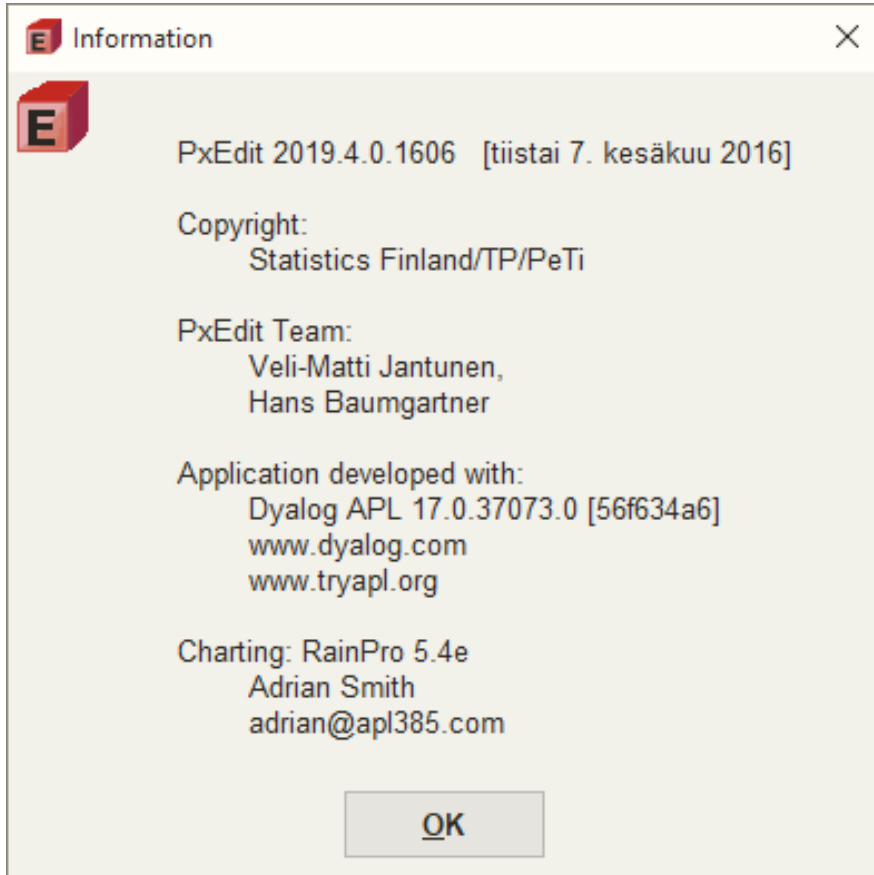 E Information
E
PxEdit 2019.4.0.1606 [tiistai 7. kesäkuu 2016]
Copyright:
Statistics Finland/TP/PeTi
PxEdit Team:
Veli-Matti Jantunen,
Hans Baumgartner
Application developed with:
Dyalog APL 17.0.37073.0 [56f634a6]
www.dyalog.com
www.tryapl.org
Charting: RainPro 5.4e
Adrian Smith
adrian@apl385.com
OK